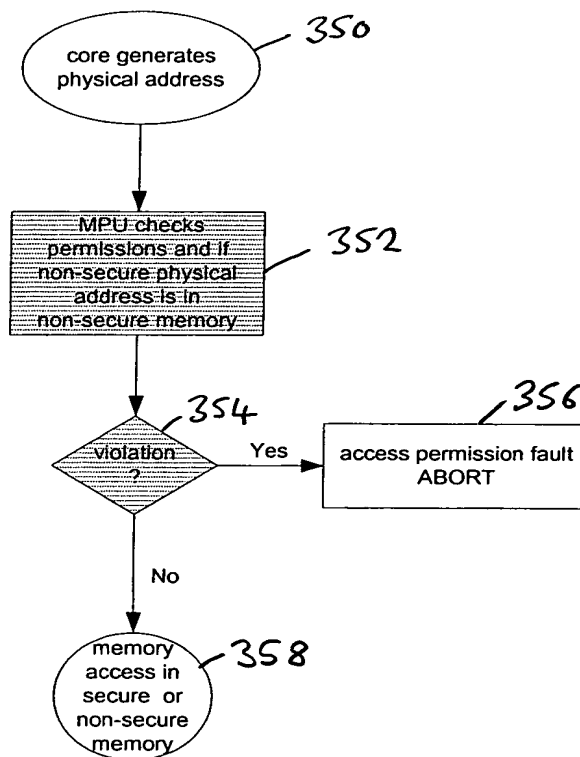 350
core generates
physical address
MPU checks
permissions and if
non-secure physical
address is in
non-secure memory
352
354
violation
?
Yes
356
access permission fault
ABORT
No
memory
access in
secure or
non-secure
memory
358